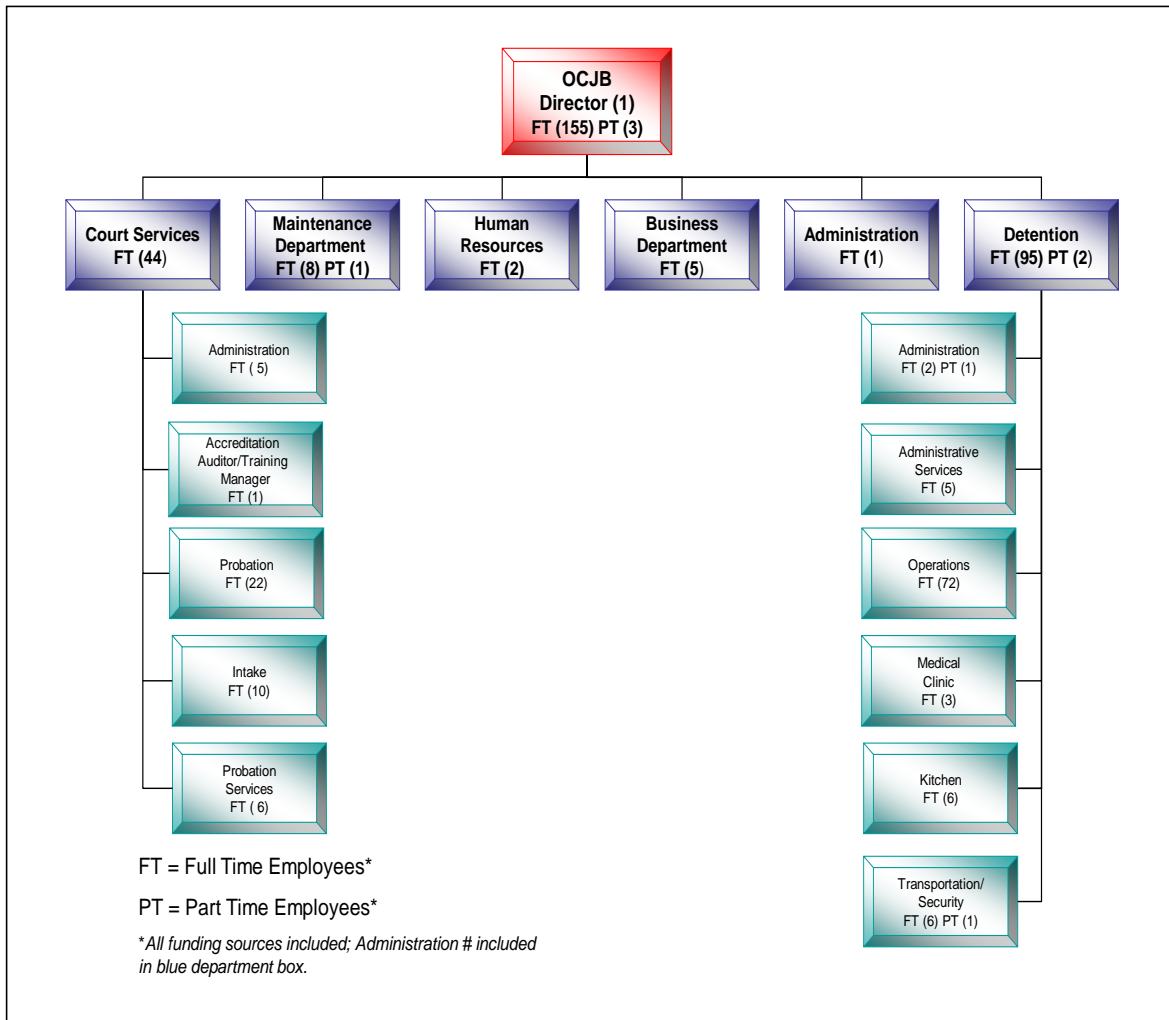 OCJB
Director (1)
FT (155) PT (3)
Court Services
FT (44)
Maintenance
Department
FT (8) PT (1)
Human
Resources
FT (2)
Business
Department
FT (5)
Administration
FT (1)
Detention
FT (95) PT (2)
Administration
FT ( 5)
Accreditation
Auditor/Training
Manager
FT (1)
Probation
FT (22)
Intake
FT (10)
Probation
Services
FT ( 6)
Administration
FT (2) PT (1)
Administrative
Services
FT (5)
Operations
FT (72)
Medical
Clinic
FT (3)
Kitchen
FT (6)
Transportation/
Security
FT (6) PT (1)
FT = Full Time Employees*
PT = Part Time Employees*
*All funding sources included; Administration # included
in blue department box.